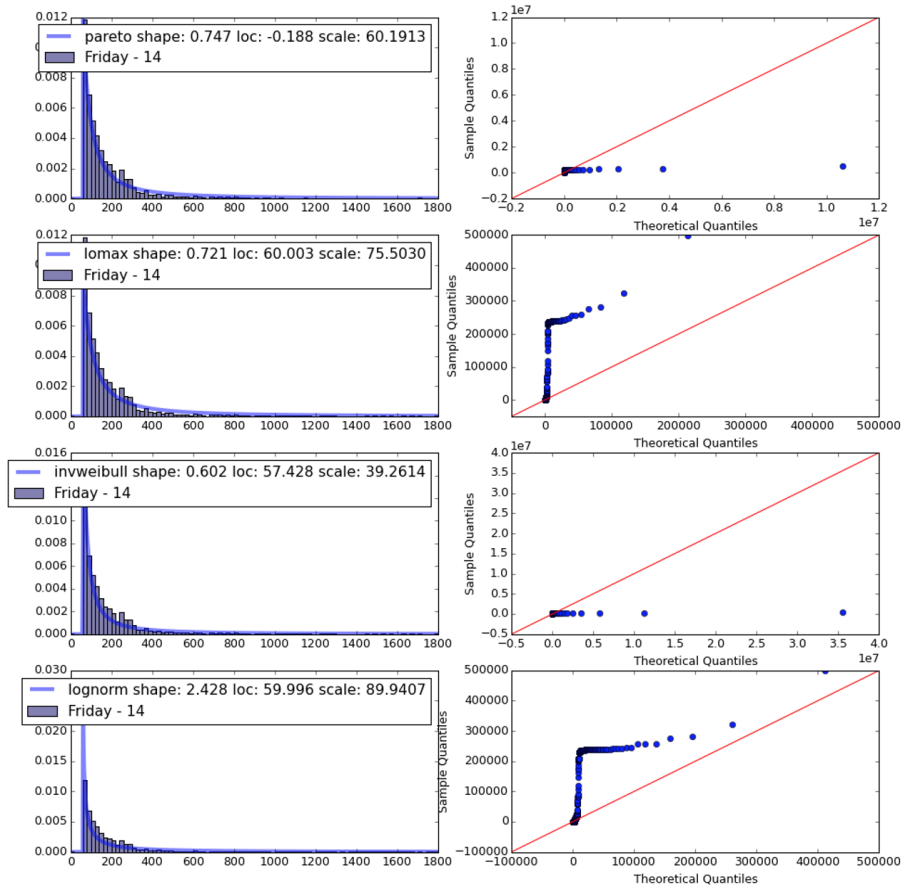 0.012
0.008
0.006
0.004
0.002
0.000
pareto shape: 0.747 loc: -0.188 scale: 60.1913
Friday - 14
0 200 400 600 800 1000 1200 1400 1600 1800
1e7
1.2
1.0
0.8
0.6
0.4
0.2
0.0
−0.2
Sample Quantiles
−0.2 0.0 0.2 0.4 0.6 0.8 1.0 1.2
Theoretical Quantiles
1e7
0.012
0.008
0.006
0.004
0.002
0.000
lomax shape: 0.721 loc: 60.003 scale: 75.5030
Friday - 14
0 200 400 600 800 1000 1200 1400 1600 1800
500000
400000
300000
200000
100000
0
Sample Quantiles
0 100000 200000 300000 400000 500000
Theoretical Quantiles
0.016
0.010
0.008
0.006
0.004
0.002
0.000
invweibull shape: 0.602 loc: 57.428 scale: 39.2614
Friday - 14
0 200 400 600 800 1000 1200 1400 1600 1800
1e7
4.0
3.5
3.0
2.5
2.0
1.5
1.0
0.5
0.0
−0.5
Sample Quantiles
−0.5 0.0 0.5 1.0 1.5 2.0 2.5 3.0 3.5 4.0
Theoretical Quantiles
1e7
0.030
0.020
0.015
0.010
0.005
0.000
lognorm shape: 2.428 loc: 59.996 scale: 89.9407
Friday - 14
0 200 400 600 800 1000 1200 1400 1600 1800
500000
400000
300000
200000
100000
0
−100000
Sample Quantiles
−100000 0 100000 200000 300000 400000 500000
Theoretical Quantiles